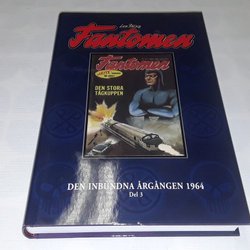 Lee Falk
Fantomen
Fantomen
DEN STORA
TÅGKUPPEN
DEN INBUNDNA ÅRGÅNGEN 1964
Del 3